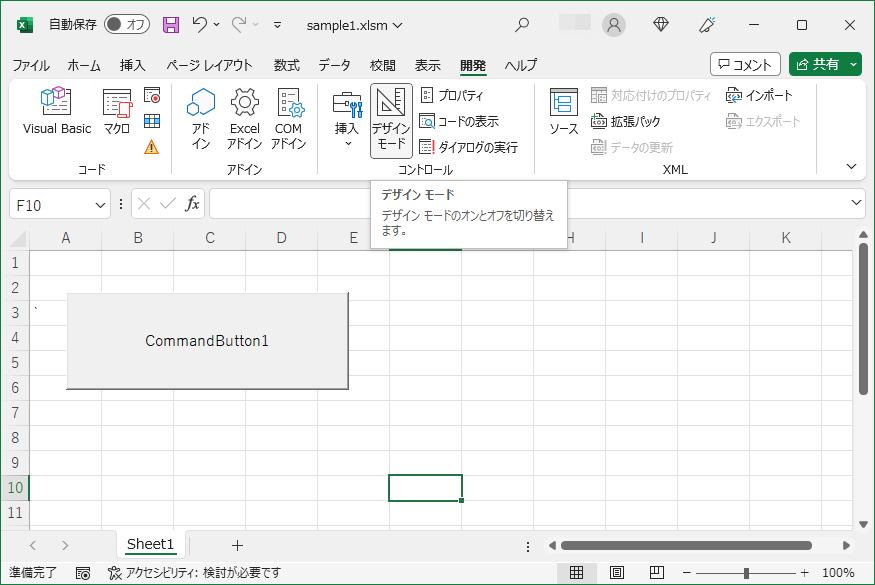 自動保存 オフ sample1.xlsm
ファイル ホーム 挿入 ページ レイアウト 数式 データ 校閲 表示 開発 ヘルプ コメント 共有
Visual Basic
マクロ
コード
アド
イン
Excel
アドイン
COM
アドイン
アドイン
挿入
デザイン
モード
プロパティ
コードの表示
ダイアログの実行
コントロール
ソース
対応付けのプロパティ
拡張パック
データの更新
インポート
エクスポート
XML
F10
fx
デザイン モード
デザイン モードのオンとオフを切り替え
ます。
A B C D E H I J K
1
2
3 `
4
5
6
7
8
9
10
11
CommandButton1
Sheet1
準備完了 アクセシビリティ: 検討が必要です 100%